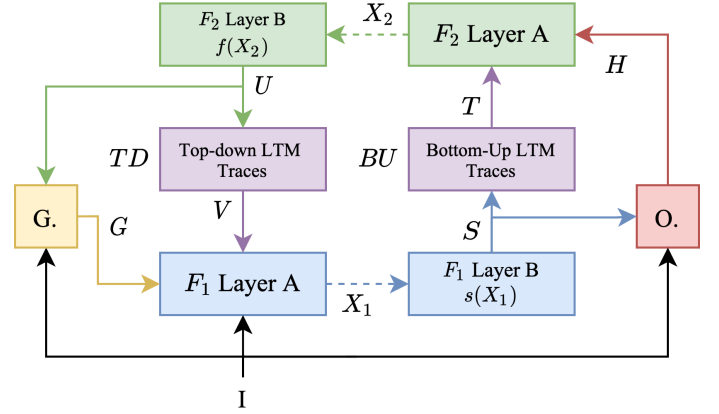 F₂ Layer B
f(X₂)
X₂
F₂ Layer A
H
U
T
TD
Top-down LTM
Traces
BU
Bottom-Up LTM
Traces
G.
G
V
S
O.
F₁ Layer A
X₁
F₁ Layer B
s(X₁)
I